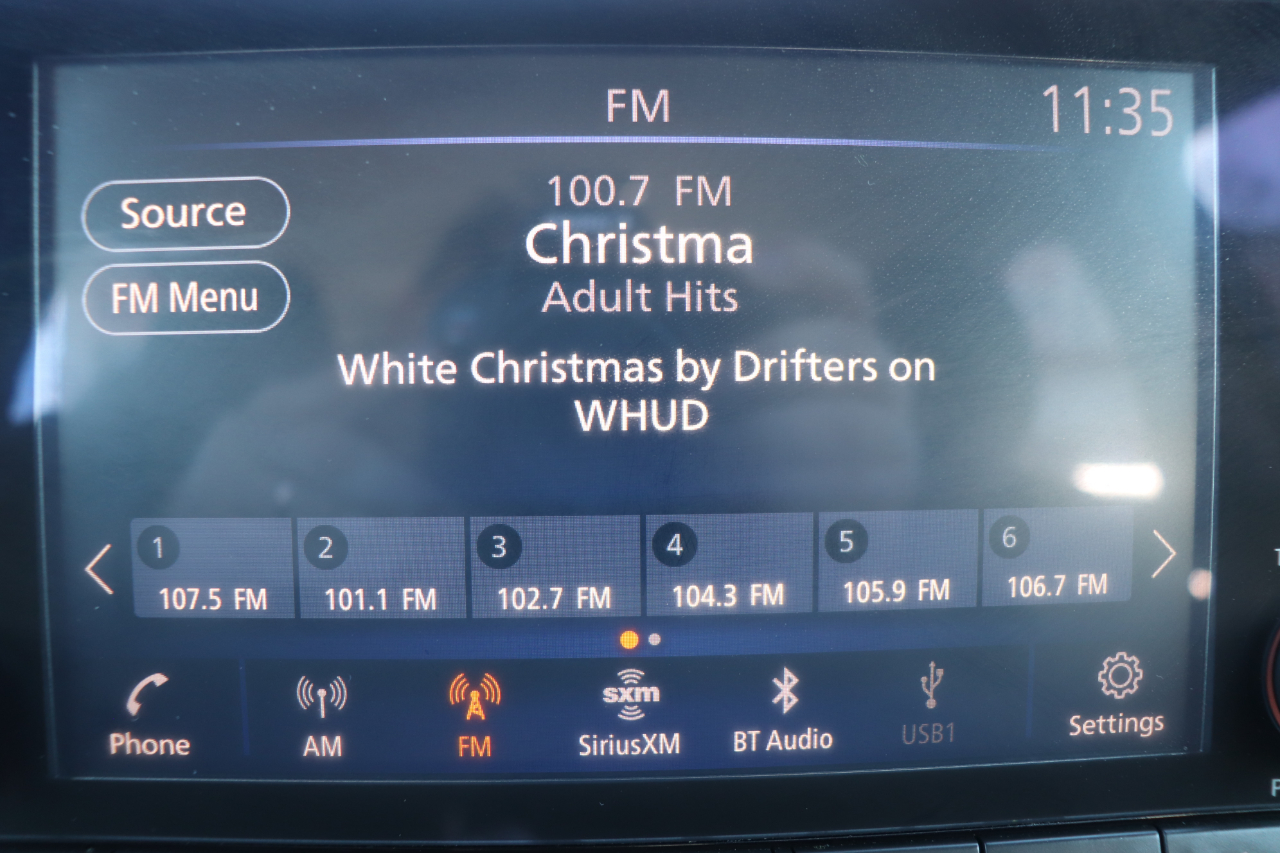 FM
11:35
Source
FM Menu
100.7 FM
Christma
Adult Hits
White Christmas by Drifters on
WHUD
1
107.5 FM
2
101.1 FM
3
102.7 FM
4
104.3 FM
5
105.9 FM
6
106.7 FM
Phone
AM
FM
sxm
SiriusXM
BT Audio
USB1
Settings